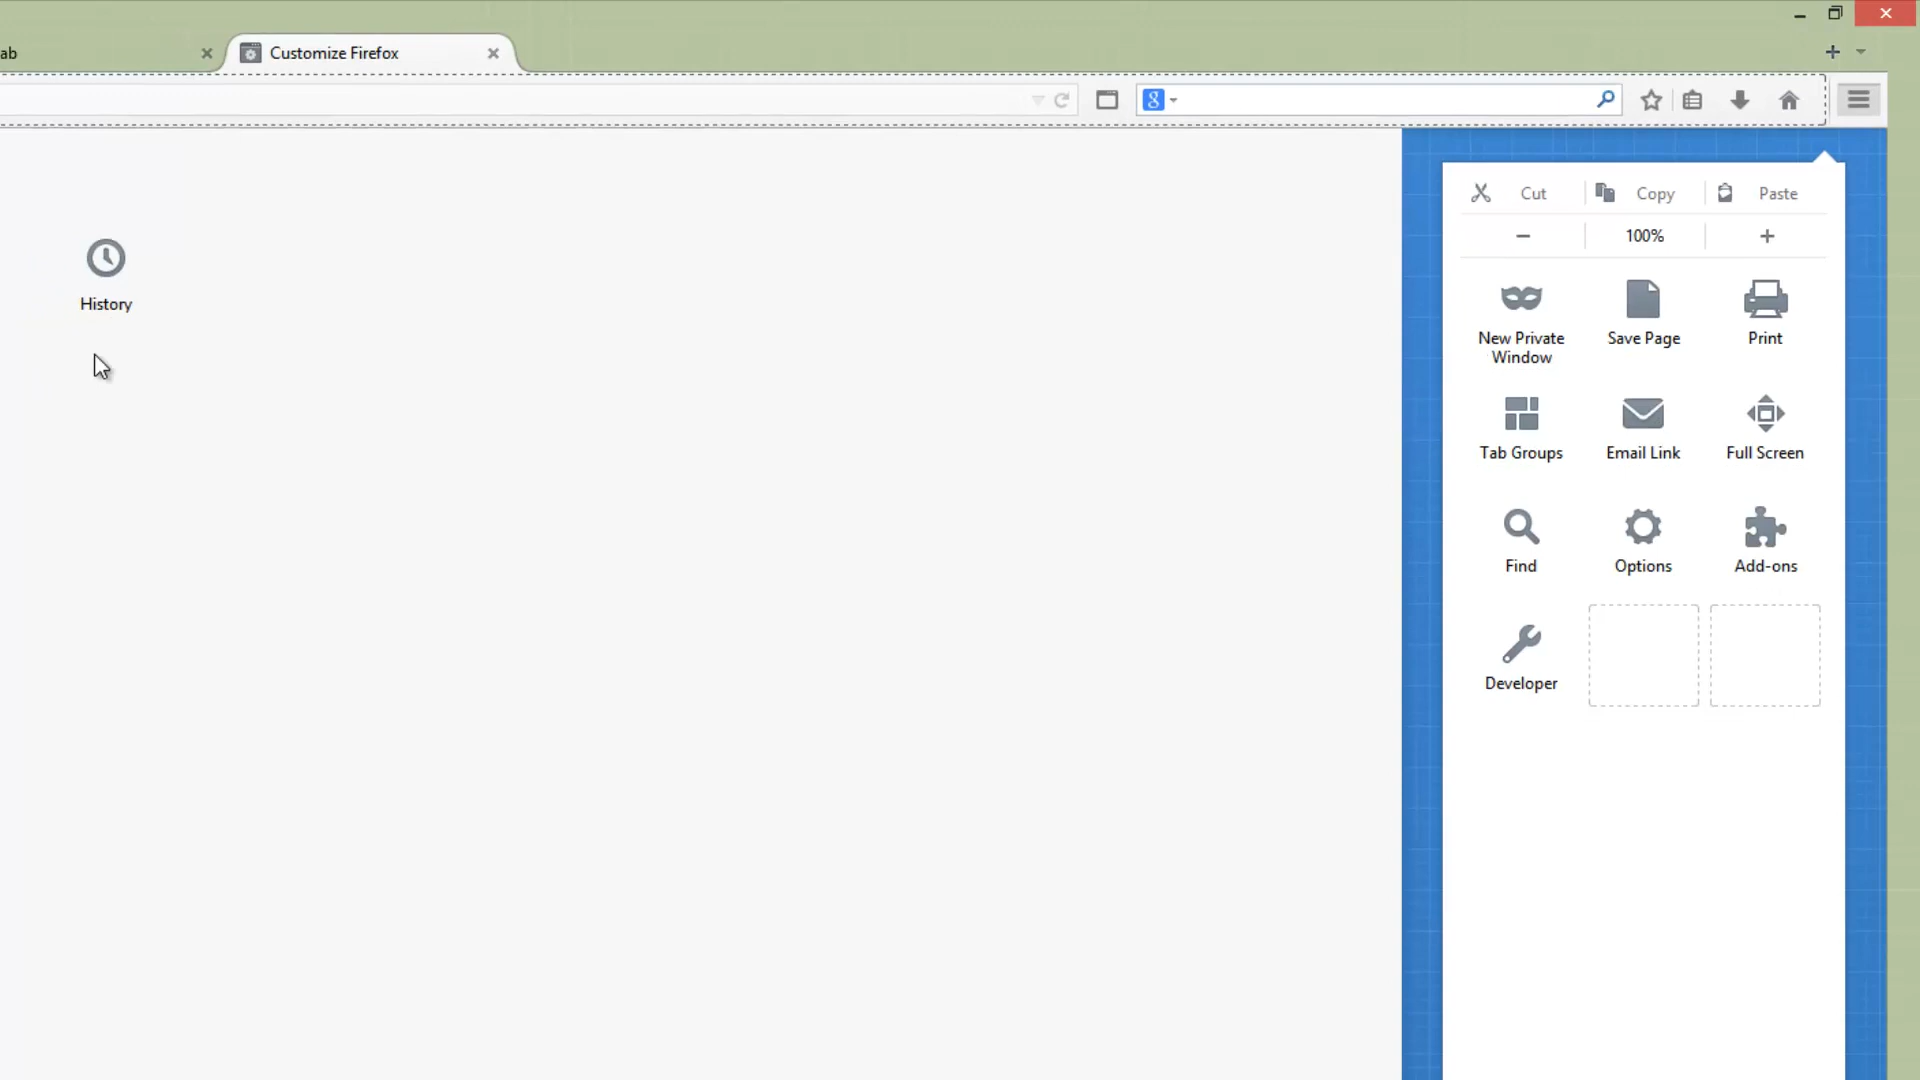 ab
Customize Firefox
8
Cut
Copy
Paste
100%
History
New Private
Window
Save Page
Print
Tab Groups
Email Link
Full Screen
Find
Options
Add-ons
Developer